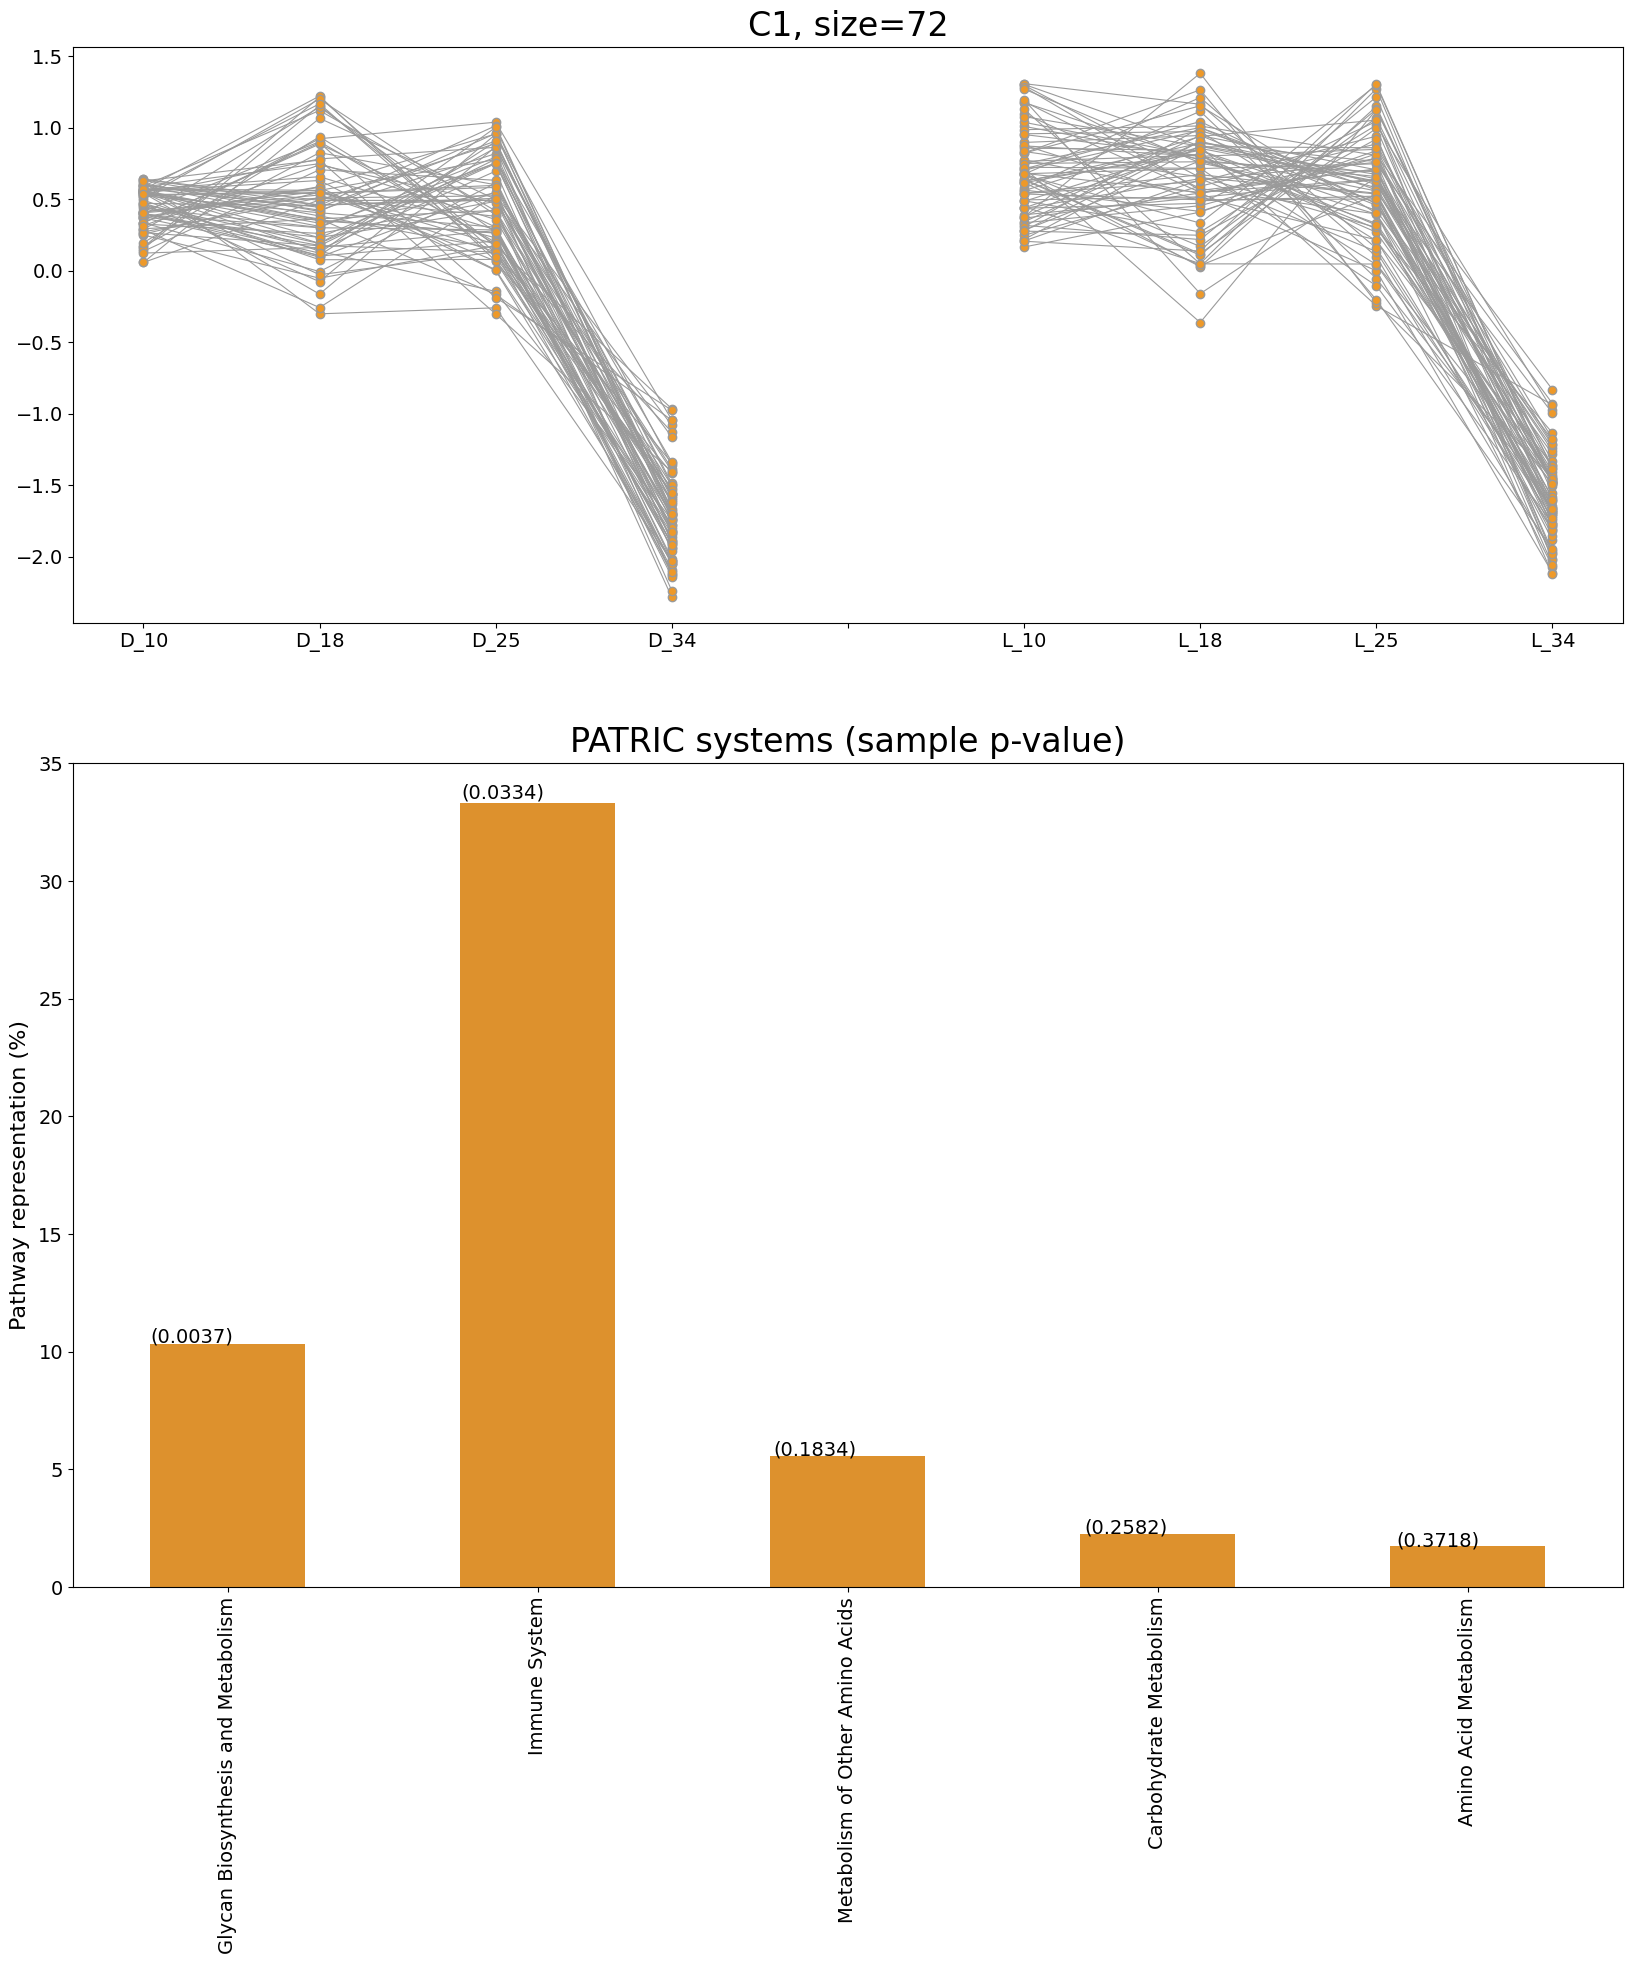 C1, size=72
1.5
1.0
0.5
0.0
−0.5
−1.0
−1.5
−2.0
D_10 D_18 D_25 D_34 L_10 L_18 L_25 L_34
PATRIC systems (sample p-value)
Pathway representation (%)
35
30
25
20
15
10
5
0
(0.0037)
(0.0334)
(0.1834)
(0.2582)
(0.3718)
Glycan Biosynthesis and Metabolism
Immune System
Metabolism of Other Amino Acids
Carbohydrate Metabolism
Amino Acid Metabolism